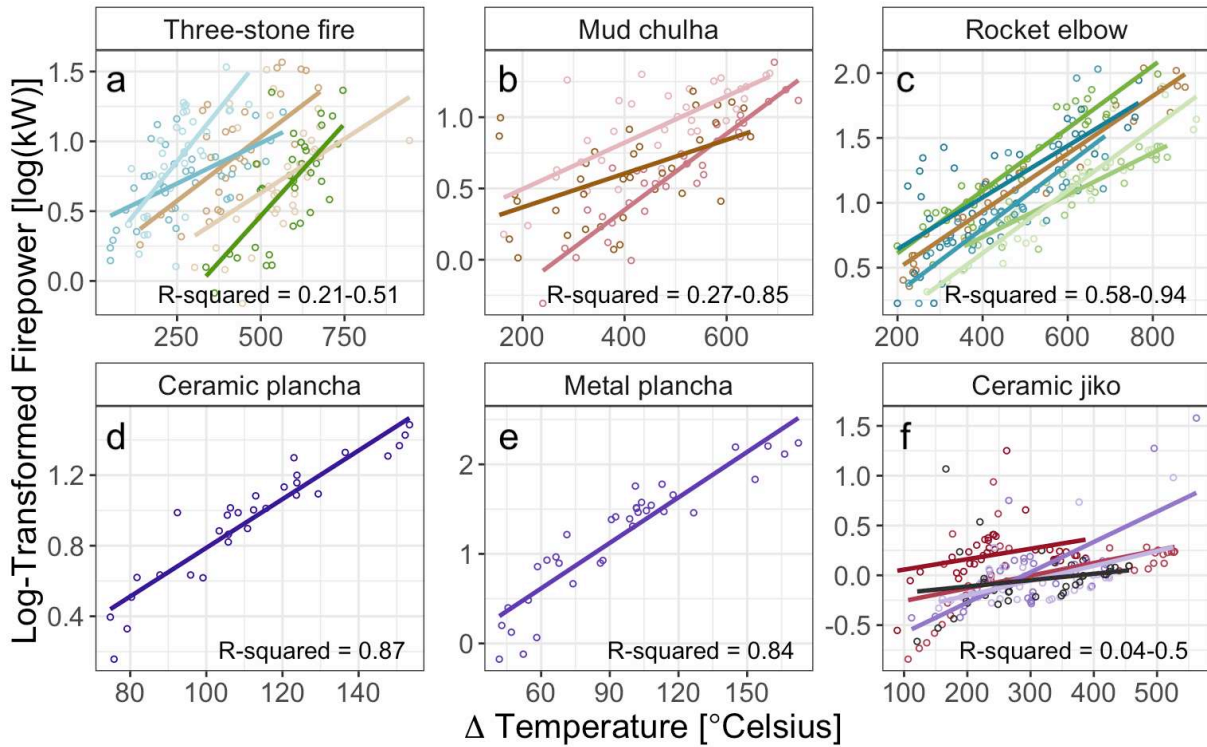 Three-stone fire
Mud chulha
Rocket elbow
a
b
c
1.5
1.0
0.5
0.0
1.0
0.5
0.0
2.0
1.5
1.0
0.5
R-squared = 0.21-0.51
R-squared = 0.27-0.85
R-squared = 0.58-0.94
250 500 750
200 400 600
200 400 600 800
Ceramic plancha
Metal plancha
Ceramic jiko
d
e
f
1.2
0.8
0.4
2
1
0
1.5
1.0
0.5
0.0
-0.5
R-squared = 0.87
R-squared = 0.84
R-squared = 0.04-0.5
80 100 120 140
60 90 120 150
100 200 300 400 500
Log-Transformed Firepower [log(kW)]
Δ Temperature [°Celsius]